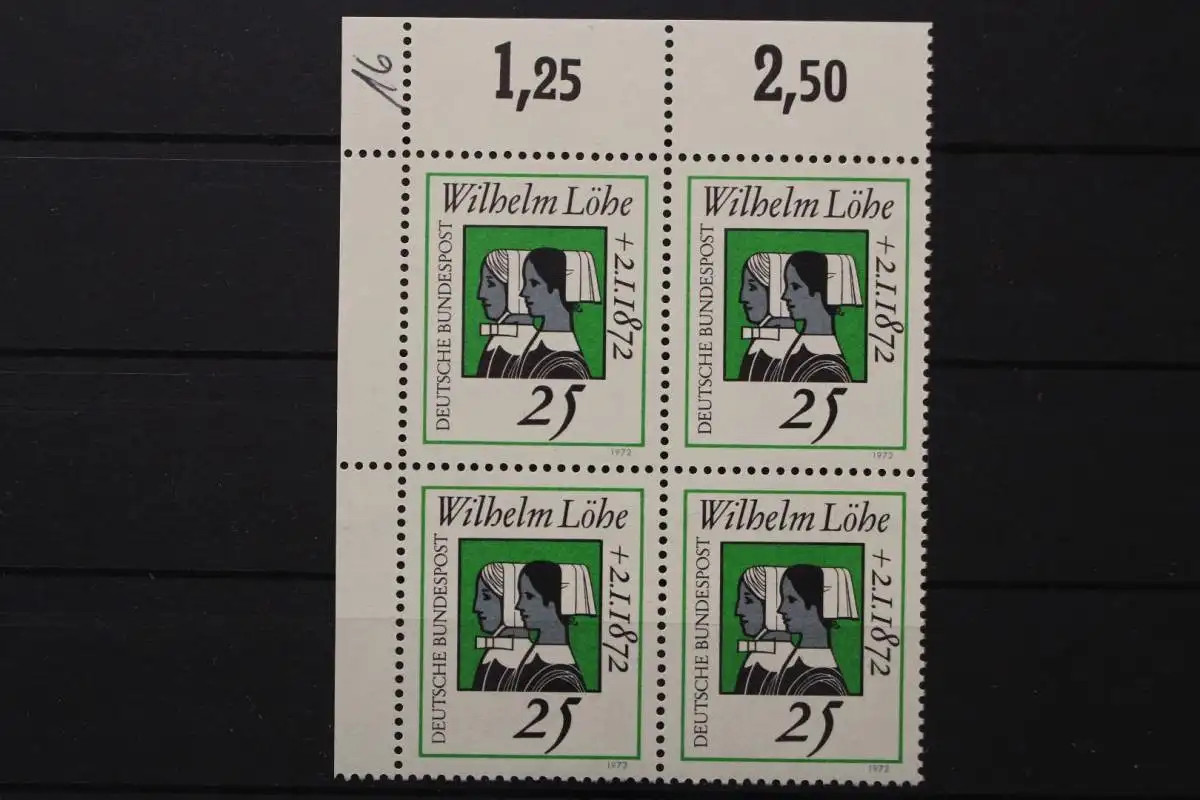 16
1,25 2,50
Wilhelm Löhe
DEUTSCHE BUNDESPOST
+2.1.1872
25
1972
Wilhelm Löhe
DEUTSCHE BUNDESPOST
+2.1.1872
25
1972
Wilhelm Löhe
DEUTSCHE BUNDESPOST
+2.1.1872
25
1972
Wilhelm Löhe
DEUTSCHE BUNDESPOST
+2.1.1872
25
1972